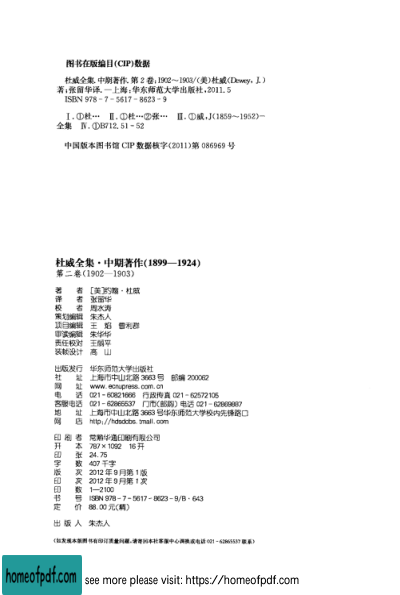 图书在版编目(CIP)数据
杜威全集.中期著作.第2卷:1902～1903/(美)杜威(Dewey,J.)
著;张留华译.—上海:华东师范大学出版社,2011.5
ISBN 978-7-5617-8623-9
Ⅰ.①杜… Ⅱ.①杜…②张… Ⅲ.①威,J(1859～1952)-
全集 Ⅳ.①B712.51-52
中国版本图书馆CIP数据核字(2011)第086969号
杜威全集·中期著作(1899—1924)
第二卷(1902—1903)
著 者 [美]约翰·杜威
译 者 张留华
校 者 周水涛
策划编辑 朱杰人
项目编辑 王 焰 曹利群
审读编辑 朱华华
责任校对 王丽平
装帧设计 高 山
出版发行 华东师范大学出版社
社 址 上海市中山北路3663号 邮编 200062
网 址 www.ecnupress.com.cn
电 话 021-60821666 行政传真 021-62572105
客服电话 021-62865537 门市(邮购)电话 021-62869887
地 址 上海市中山北路3663号华东师范大学校内先锋路口
网 店 http://hdsdcbs.tmall.com
印 刷 者 常熟华通印刷有限公司
开 本 787×1092 16开
印 张 24.75
字 数 407千字
版 次 2012年9月第1版
印 次 2012年9月第1次
印 数 1—2100
书 号 ISBN 978-7-5617-8623-9/B·643
定 价 88.00元(精)
出 版 人 朱杰人
(如发现本版图书有印订质量问题,请寄回本社客服中心调换或电话021-62865537联系)
homeofpdf.com
see more please visit: https://homeofpdf.com